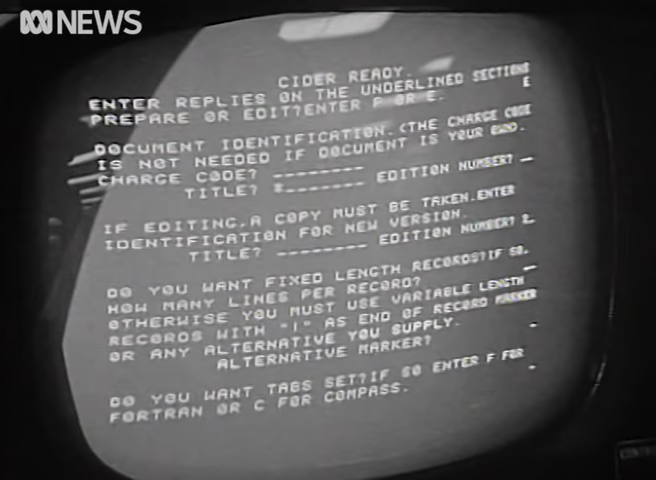 NEWS
CIDER READY.
ENTER REPLIES ON THE UNDERLINED SECTIONS
PREPARE OR EDIT?ENTER P OR E. E
DOCUMENT IDENTIFICATION.(THE CHARGE CODE
IS NOT NEEDED IF DOCUMENT IS YOUR OWN.
CHARGE CODE? --------
TITLE? *------- EDITION NUMBER? -
IF EDITING,A COPY MUST BE TAKEN.ENTER
IDENTIFICATION FOR NEW VERSION.
TITLE? -------- EDITION NUMBER?
DO YOU WANT FIXED LENGTH RECORDS?IF SO,
HOW MANY LINES PER RECORD? --
OTHERWISE YOU MUST USE VARIABLE LENGTH
RECORDS WITH "I" AS END OF RECORD MARKER
OR ANY ALTERNATIVE YOU SUPPLY.
ALTERNATIVE MARKER? -
DO YOU WANT TABS SET?IF SO ENTER F FOR
FORTRAN OR C FOR COMPASS. -